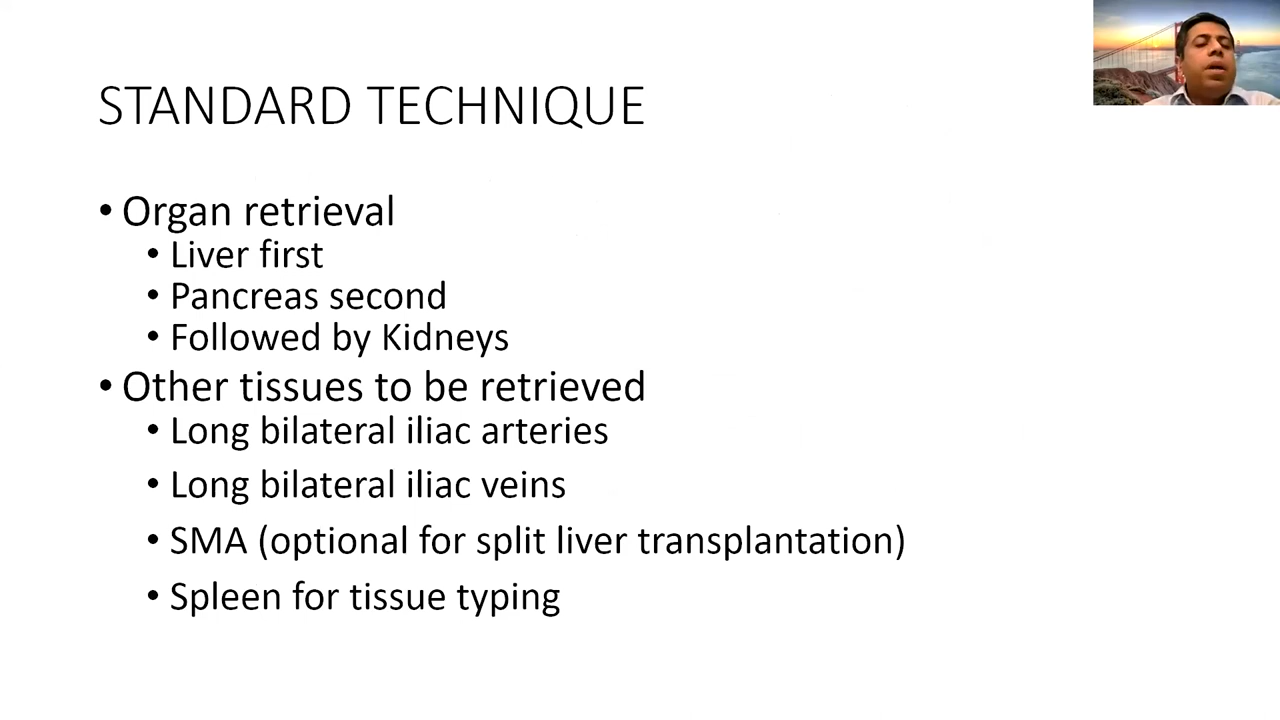 STANDARD TECHNIQUE
• Organ retrieval
• Liver first
• Pancreas second
• Followed by Kidneys
• Other tissues to be retrieved
• Long bilateral iliac arteries
• Long bilateral iliac veins
• SMA (optional for split liver transplantation)
• Spleen for tissue typing